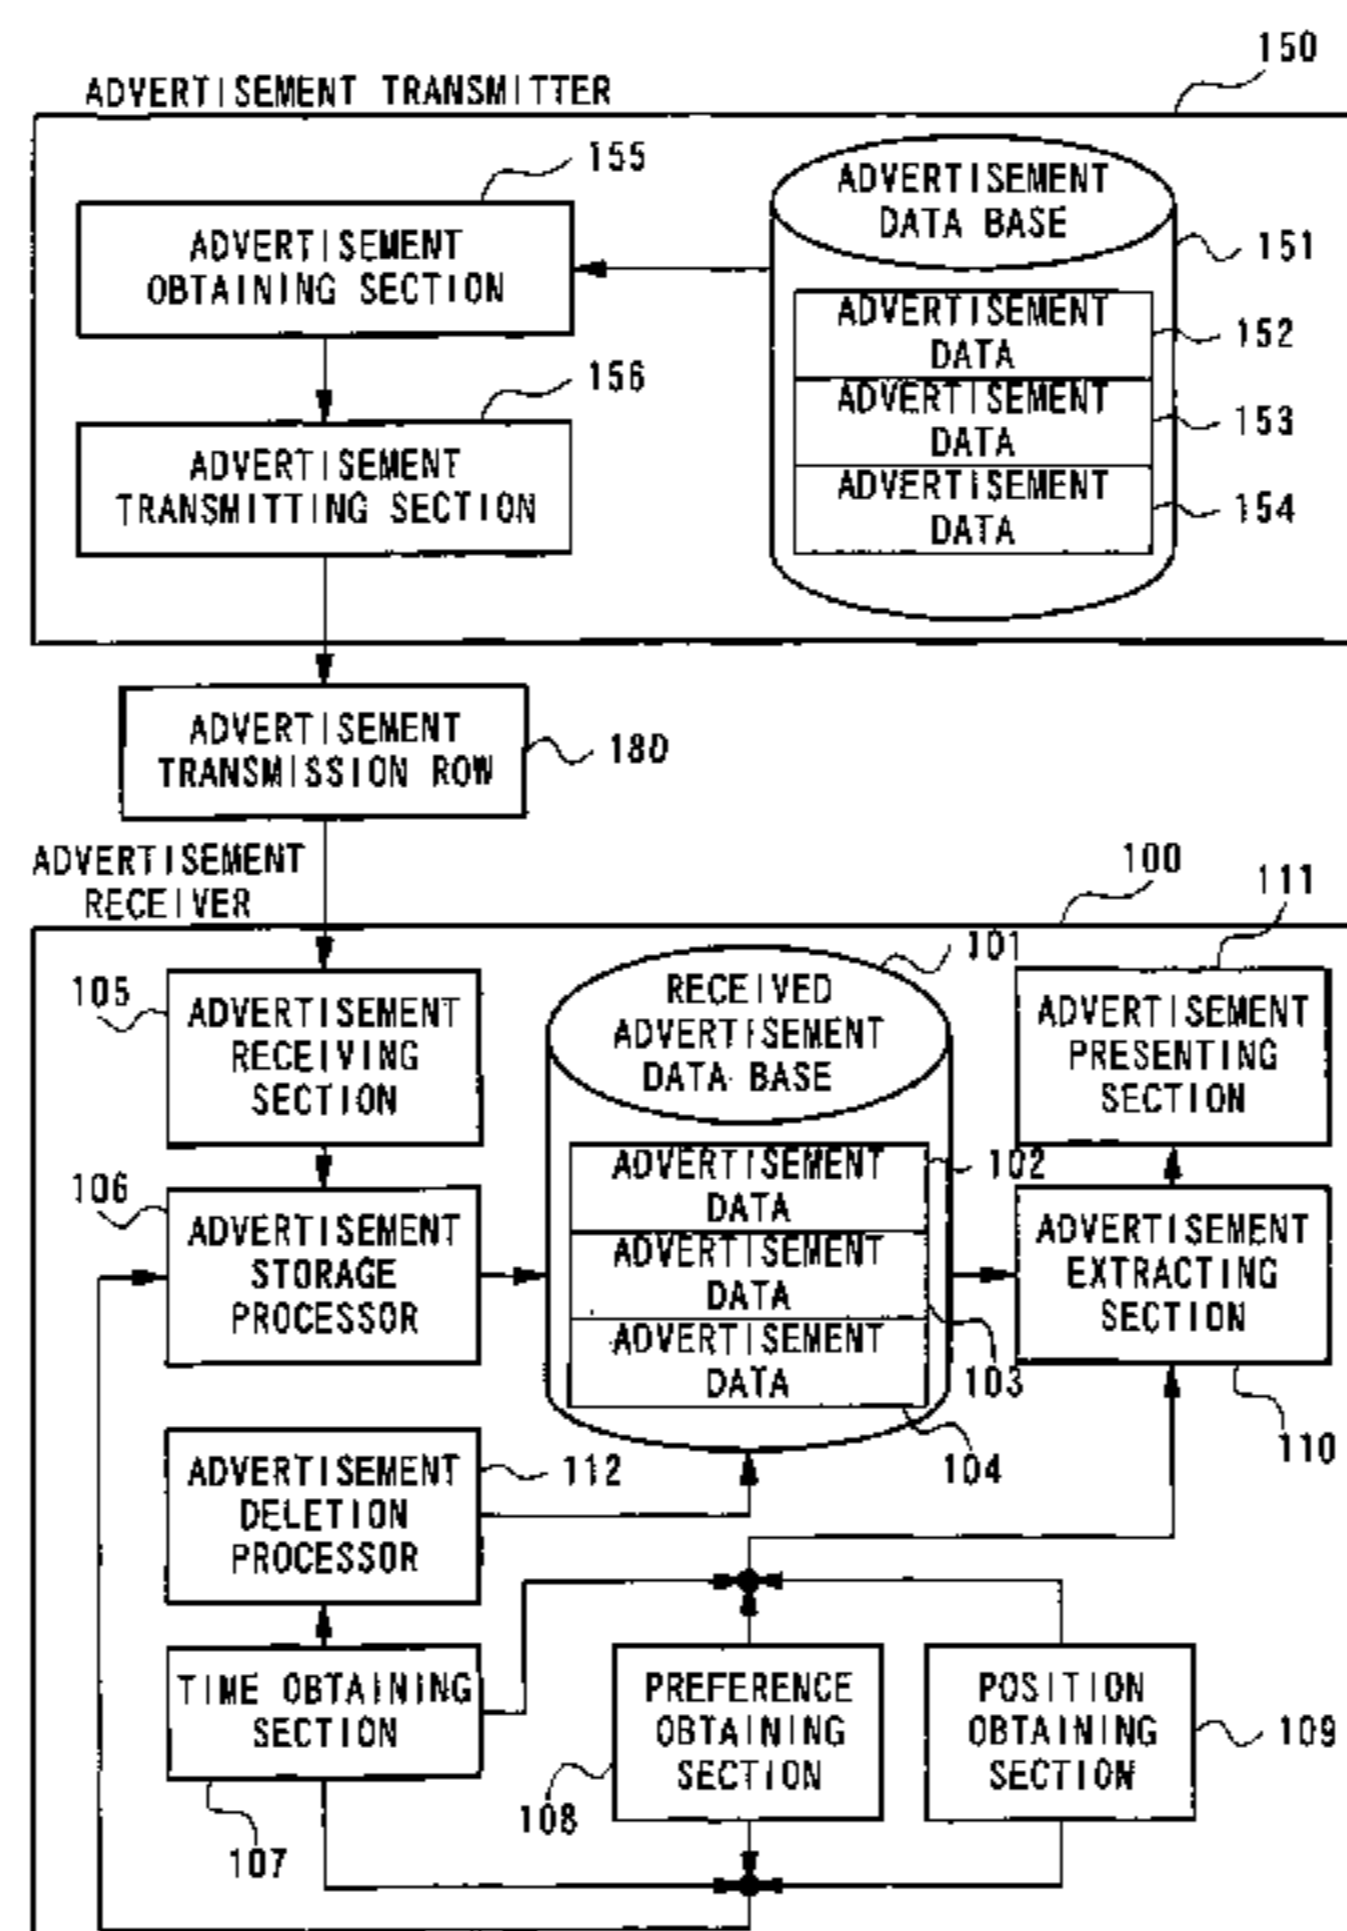 150
ADVERTISEMENT TRANSMITTER
155
ADVERTISEMENT
OBTAINING SECTION
ADVERTISEMENT
DATA BASE
151
ADVERTISEMENT
DATA
152
156
ADVERTISEMENT
DATA
153
ADVERTISEMENT
TRANSMITTING SECTION
ADVERTISEMENT
DATA
154
ADVERTISEMENT
TRANSMISSION ROW
180
ADVERTISEMENT
RECEIVER
100
111
101
105
ADVERTISEMENT
RECEIVING
SECTION
RECEIVED
ADVERTISEMENT
DATA BASE
ADVERTISEMENT
PRESENTING
SECTION
106
ADVERTISEMENT
STORAGE
PROCESSOR
ADVERTISEMENT
DATA
102
ADVERTISEMENT
DATA
103
ADVERTISEMENT
DATA
104
ADVERTISEMENT
EXTRACTING
SECTION
110
ADVERTISEMENT
DELETION
PROCESSOR
112
TIME OBTAINING
SECTION
107
PREFERENCE
OBTAINING
SECTION
108
POSITION
OBTAINING
SECTION
109